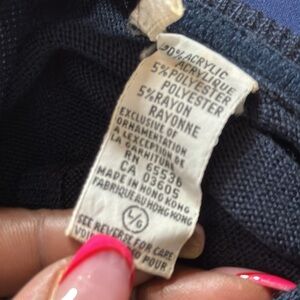 90% ACRYLIC
ACRYLIQUE
5% POLYESTER
POLYESTER
5% RAYON
RAYONNE
EXCLUSIVE OF
ORNAMENTATION
A L'EXCEPTION DE
LA GARNITURE
RN 65536
CA 03605
MADE IN HONG KONG
FABRIQUE AU HONG KONG
L/G
SEE REVERSE FOR CARE
POUR